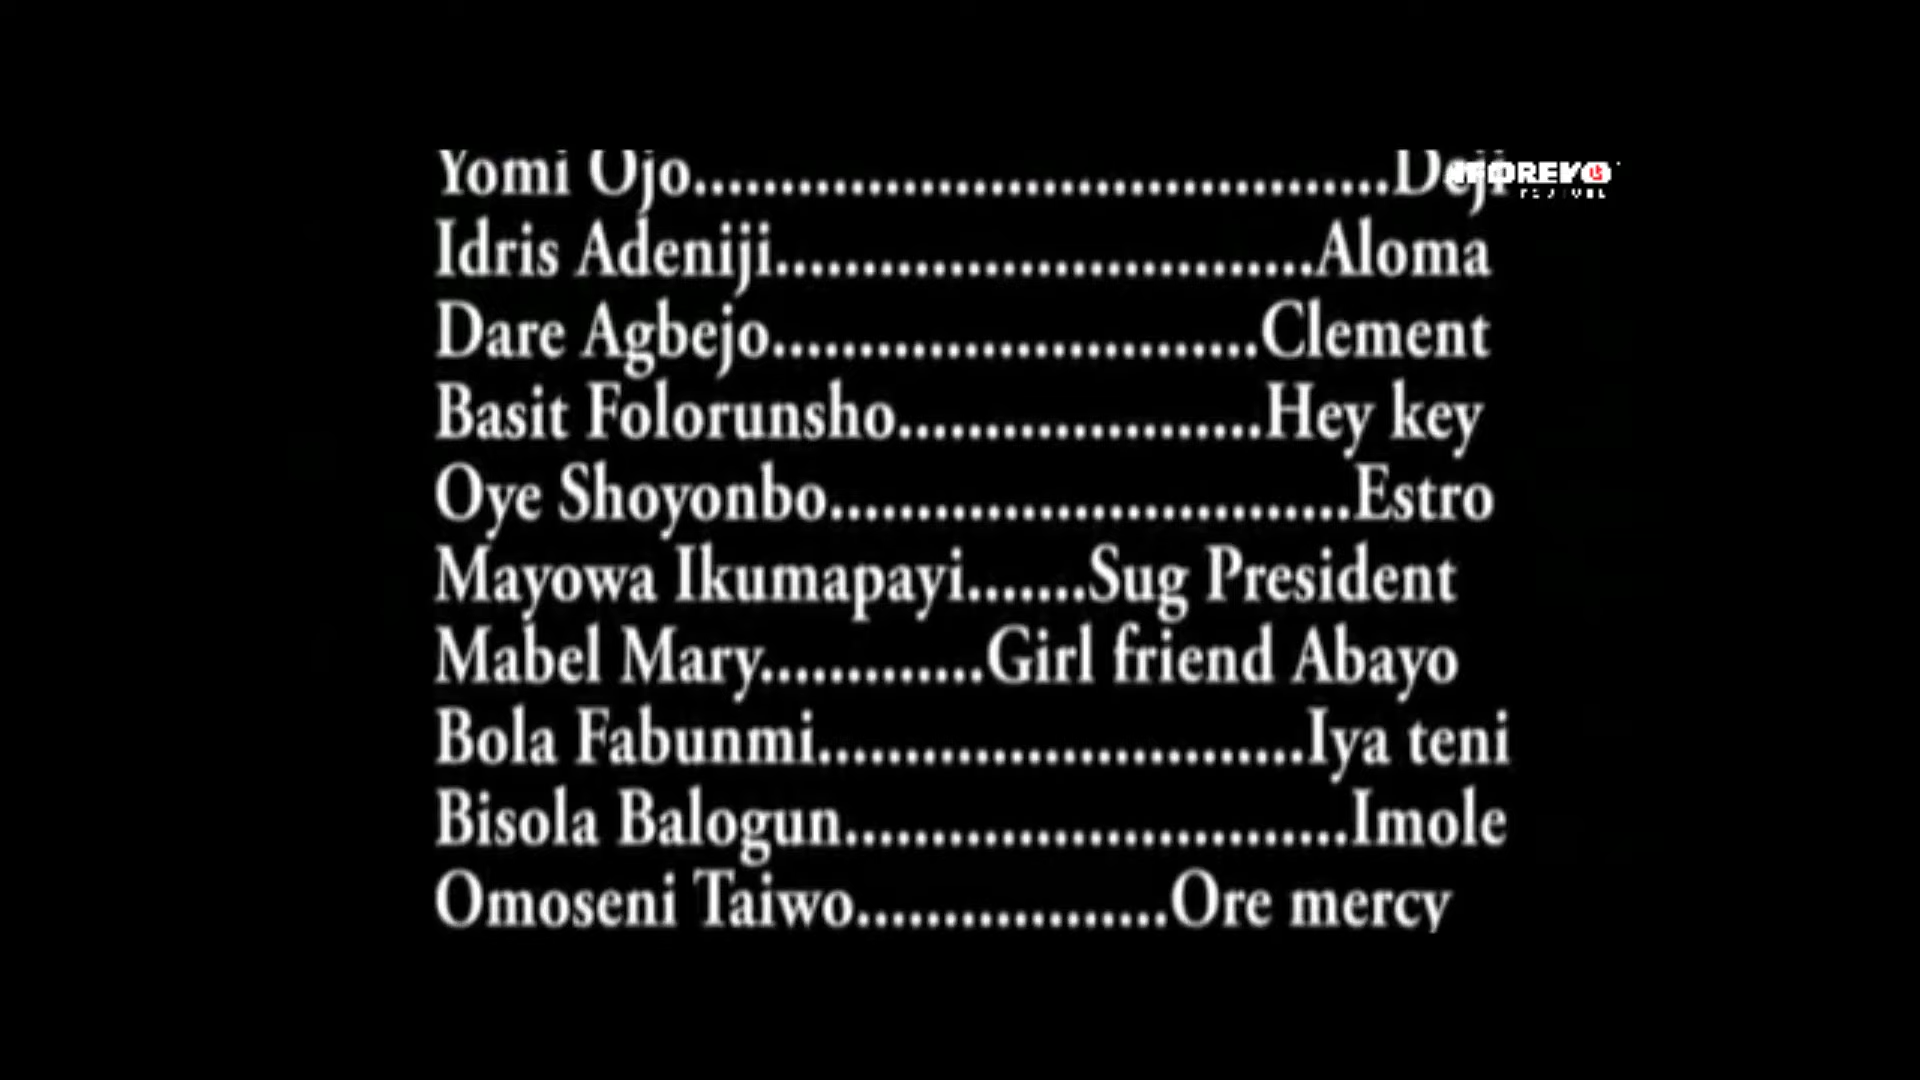 Yomi Ojo........................................Deji
Idris Adeniji...............................Aloma
Dare Agbejo............................Clement
Basit Folorunsho.....................Hey key
Oye Shoyonbo..............................Estro
Mayowa Ikumapayi.......Sug President
Mabel Mary.............Girl friend Abayo
Bola Fabunmi............................Iya teni
Bisola Balogun.............................Imole
Omoseni Taiwo..................Ore mercy